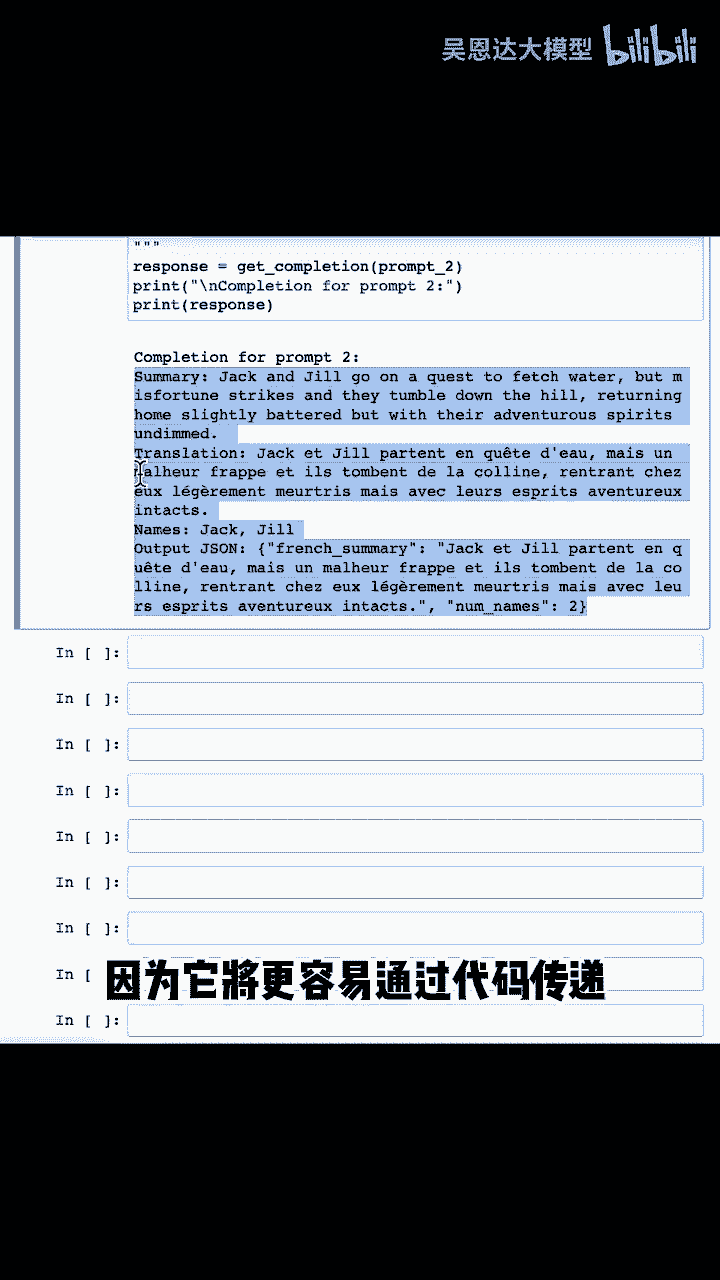 吴恩达大模型 bilibili
"""
response = get_completion(prompt_2)
print("\nCompletion for prompt 2:")
print(response)
Completion for prompt 2:
Summary: Jack and Jill go on a quest to fetch water, but m
isfortune strikes and they tumble down the hill, returning
home slightly battered but with their adventurous spirits
undimmed.
Translation: Jack et Jill partent en quête d'eau, mais un
malheur frappe et ils tombent de la colline, rentrant chez
eux légèrement meurtris mais avec leurs esprits aventureux
intacts.
Names: Jack, Jill
Output JSON: {"french_summary": "Jack et Jill partent en q
uête d'eau, mais un malheur frappe et ils tombent de la co
lline, rentrant chez eux légèrement meurtris mais avec leu
rs esprits aventureux intacts.", "num_names": 2}
In [ ]:
In [ ]:
In [ ]:
In [ ]:
In [ ]:
In [ ]:
In [ ]:
In [
因为它將更容易通过代码传递
In [ ]: